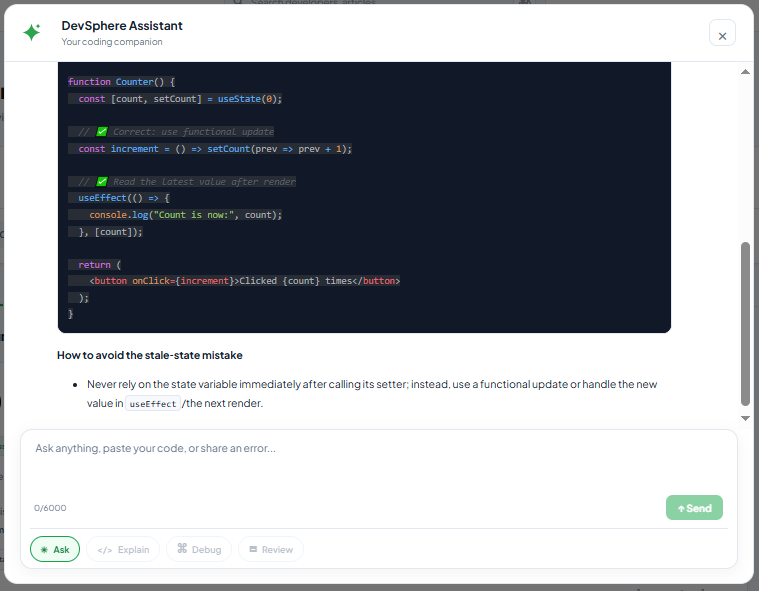 Search developers, articles
DevSphere Assistant
Your coding companion
function Counter() {
  const [count, setCount] = useState(0);
  // ✅ Correct: use functional update
  const increment = () => setCount(prev => prev + 1);
  // ✅ Read the latest value after render
  useEffect(() => {
    console.log("Count is now:", count);
  }, [count]);
  return (
    <button onClick={increment}>Clicked {count} times</button>
  );
}
How to avoid the stale-state mistake
• Never rely on the state variable immediately after calling its setter; instead, use a functional update or handle the new
value in useEffect /the next render.
Ask anything, paste your code, or share an error...
0/6000
↑ Send
Ask
</> Explain
⌘ Debug
Review